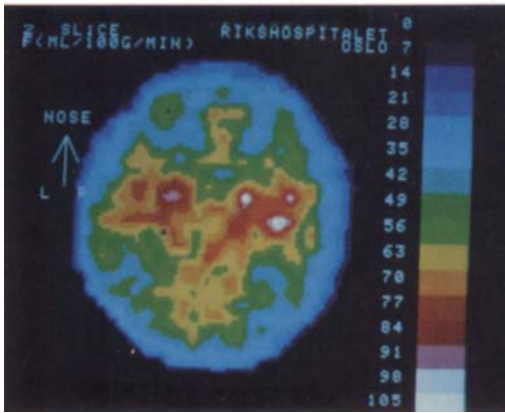 2. SLICE
F(ML/100G/MIN)
RIKSHOSPITALET
OSLO
NOSE
L R
0
7
14
21
28
35
42
49
56
63
70
77
84
91
98
105